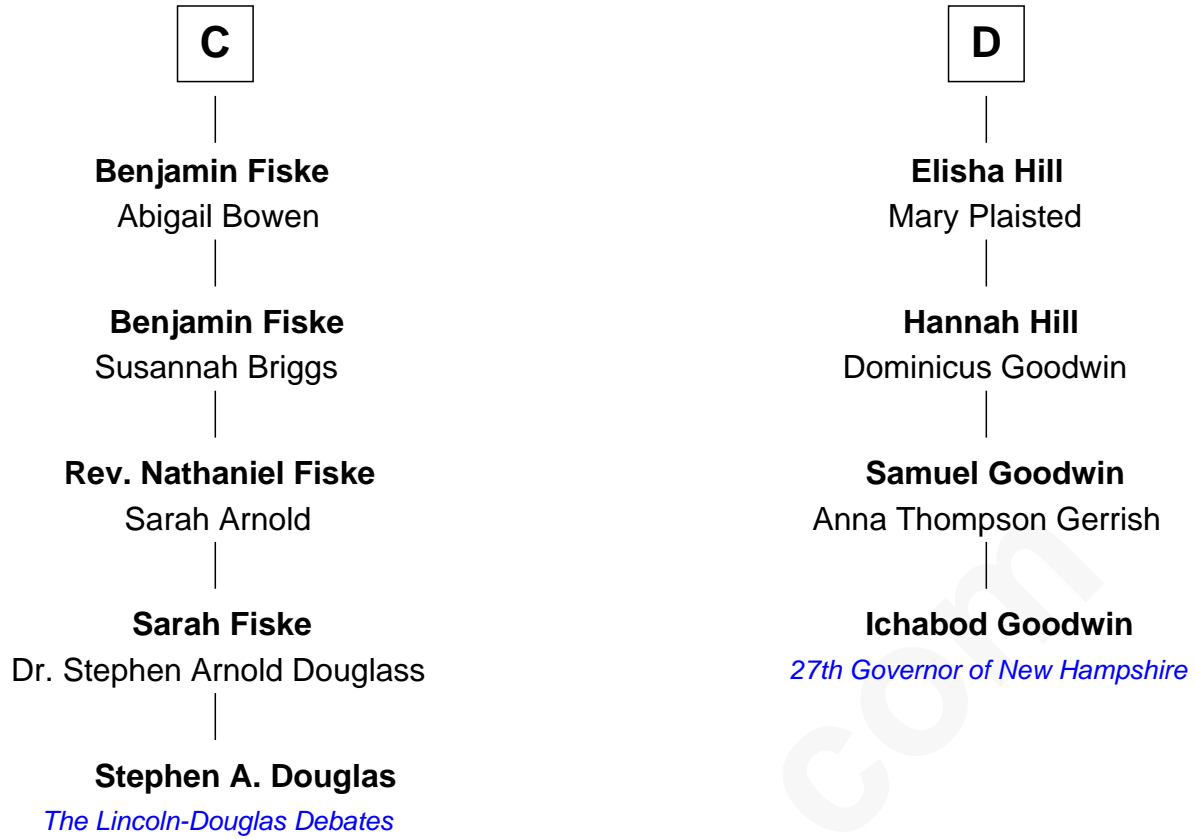 C
Benjamin Fiske
Abigail Bowen
Benjamin Fiske
Susannah Briggs
Rev. Nathaniel Fiske
Sarah Arnold
Sarah Fiske
Dr. Stephen Arnold Douglass
Stephen A. Douglas
The Lincoln-Douglas Debates
D
Elisha Hill
Mary Plaisted
Hannah Hill
Dominicus Goodwin
Samuel Goodwin
Anna Thompson Gerrish
Ichabod Goodwin
27th Governor of New Hampshire
com